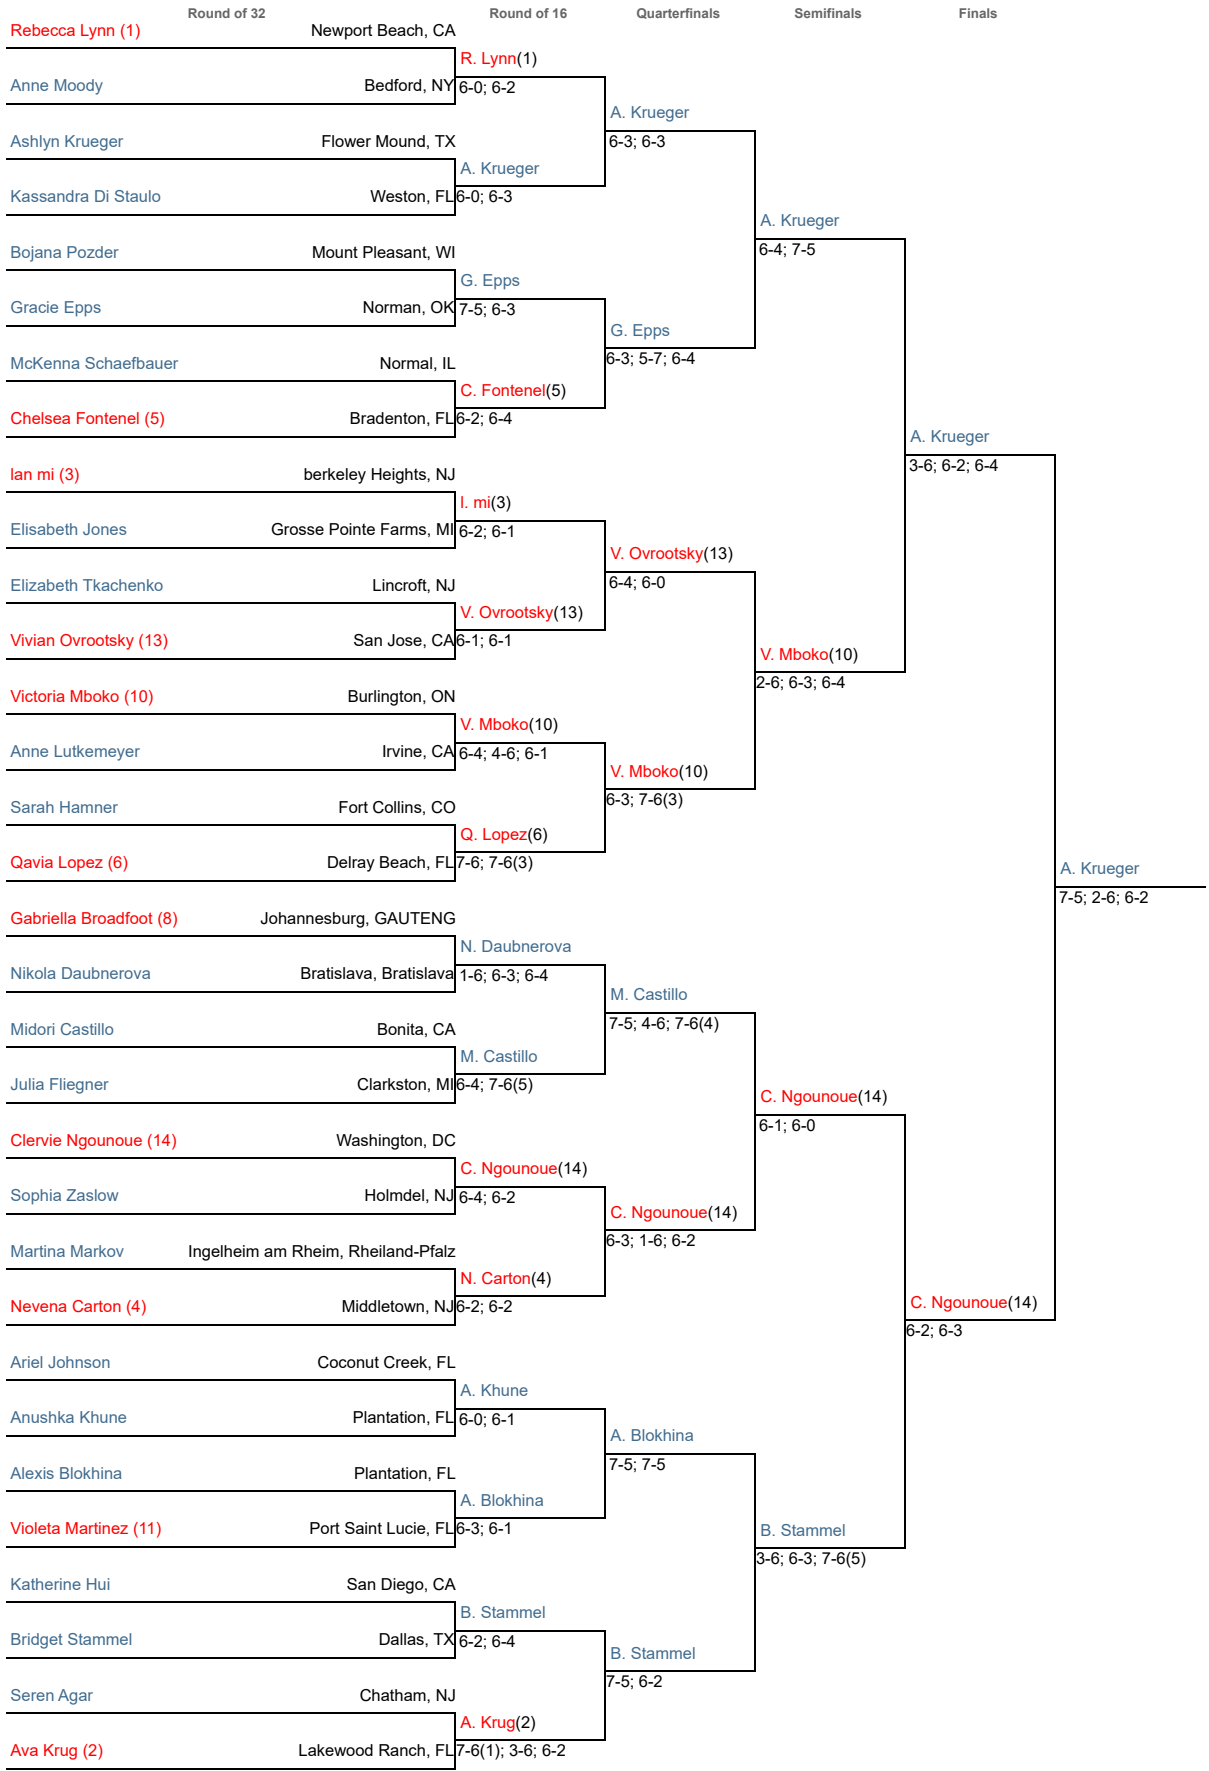 Round of 32 Round of 16 Quarterfinals Semifinals Finals
Rebecca Lynn (1) Newport Beach, CA
R. Lynn(1)
Anne Moody Bedford, NY 6-0; 6-2
A. Krueger
Ashlyn Krueger Flower Mound, TX 6-3; 6-3
A. Krueger
Kassandra Di Staulo Weston, FL 6-0; 6-3
A. Krueger
Bojana Pozder Mount Pleasant, WI 6-4; 7-5
G. Epps
Gracie Epps Norman, OK 7-5; 6-3
G. Epps
McKenna Schaefbauer Normal, IL 6-3; 5-7; 6-4
C. Fontenel(5)
Chelsea Fontenel (5) Bradenton, FL 6-2; 6-4
A. Krueger
lan mi (3) berkeley Heights, NJ 3-6; 6-2; 6-4
l. mi(3)
Elisabeth Jones Grosse Pointe Farms, MI 6-2; 6-1
V. Ovrootsky(13)
Elizabeth Tkachenko Lincroft, NJ 6-4; 6-0
V. Ovrootsky(13)
Vivian Ovrootsky (13) San Jose, CA 6-1; 6-1
V. Mboko(10)
Victoria Mboko (10) Burlington, ON 2-6; 6-3; 6-4
V. Mboko(10)
Anne Lutkemeyer Irvine, CA 6-4; 4-6; 6-1
V. Mboko(10)
Sarah Hamner Fort Collins, CO 6-3; 7-6(3)
Q. Lopez(6)
Qavia Lopez (6) Delray Beach, FL 7-6; 7-6(3)
A. Krueger
7-5; 2-6; 6-2
Gabriella Broadfoot (8) Johannesburg, GAUTENG
N. Daubnerova
Nikola Daubnerova Bratislava, Bratislava 1-6; 6-3; 6-4
M. Castillo
Midori Castillo Bonita, CA 7-5; 4-6; 7-6(4)
M. Castillo
Julia Fliegner Clarkston, MI 6-4; 7-6(5)
C. Ngounoue(14)
6-1; 6-0
Clervie Ngounoue (14) Washington, DC
C. Ngounoue(14)
Sophia Zaslow Holmdel, NJ 6-4; 6-2
C. Ngounoue(14)
6-3; 1-6; 6-2
Martina Markov Ingelheim am Rheim, Rheiland-Pfalz
N. Carton(4)
Nevena Carton (4) Middletown, NJ 6-2; 6-2
C. Ngounoue(14)
6-2; 6-3
Ariel Johnson Coconut Creek, FL
A. Khune
Anushka Khune Plantation, FL 6-0; 6-1
A. Blokhina
7-5; 7-5
Alexis Blokhina Plantation, FL
A. Blokhina
Violeta Martinez (11) Port Saint Lucie, FL 6-3; 6-1
B. Stammel
3-6; 6-3; 7-6(5)
Katherine Hui San Diego, CA
B. Stammel
Bridget Stammel Dallas, TX 6-2; 6-4
B. Stammel
7-5; 6-2
Seren Agar Chatham, NJ
A. Krug(2)
Ava Krug (2) Lakewood Ranch, FL 7-6(1); 3-6; 6-2